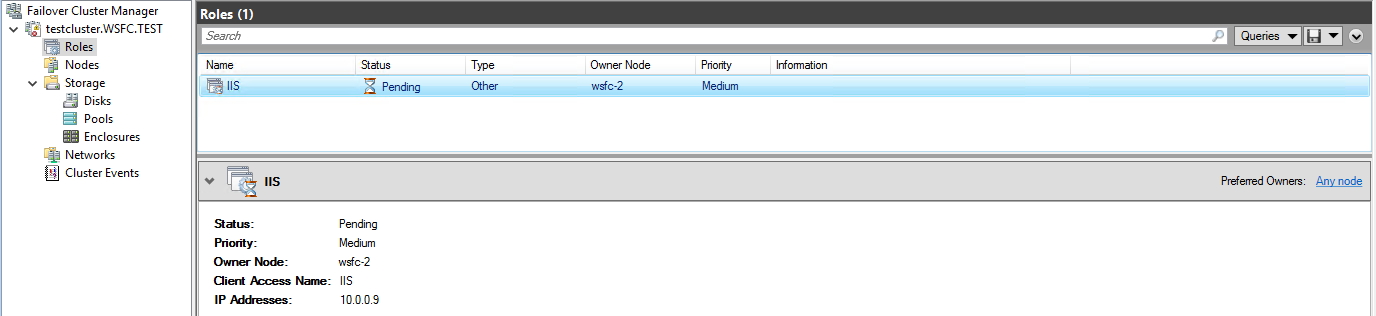 Failover Cluster Manager
testcluster.WSFC.TEST
Roles
Nodes
Storage
Disks
Pools
Enclosures
Networks
Cluster Events
Roles (1)
Search
Queries
Name Status Type Owner Node Priority Information
IIS Pending Other wsfc-2 Medium
IIS Preferred Owners: Any node
Status: Pending
Priority: Medium
Owner Node: wsfc-2
Client Access Name: IIS
IP Addresses: 10.0.0.9